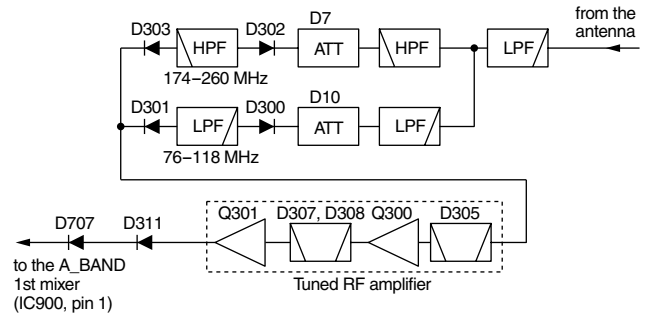 D303
D302
D7
from the
antenna
HPF
ATT
HPF
LPF
174–260 MHz
D301
D300
D10
LPF
ATT
LPF
76–118 MHz
D707
D311
Q301
D307, D308
Q300
D305
to the A_BAND
1st mixer
(IC900, pin 1)
Tuned RF amplifier